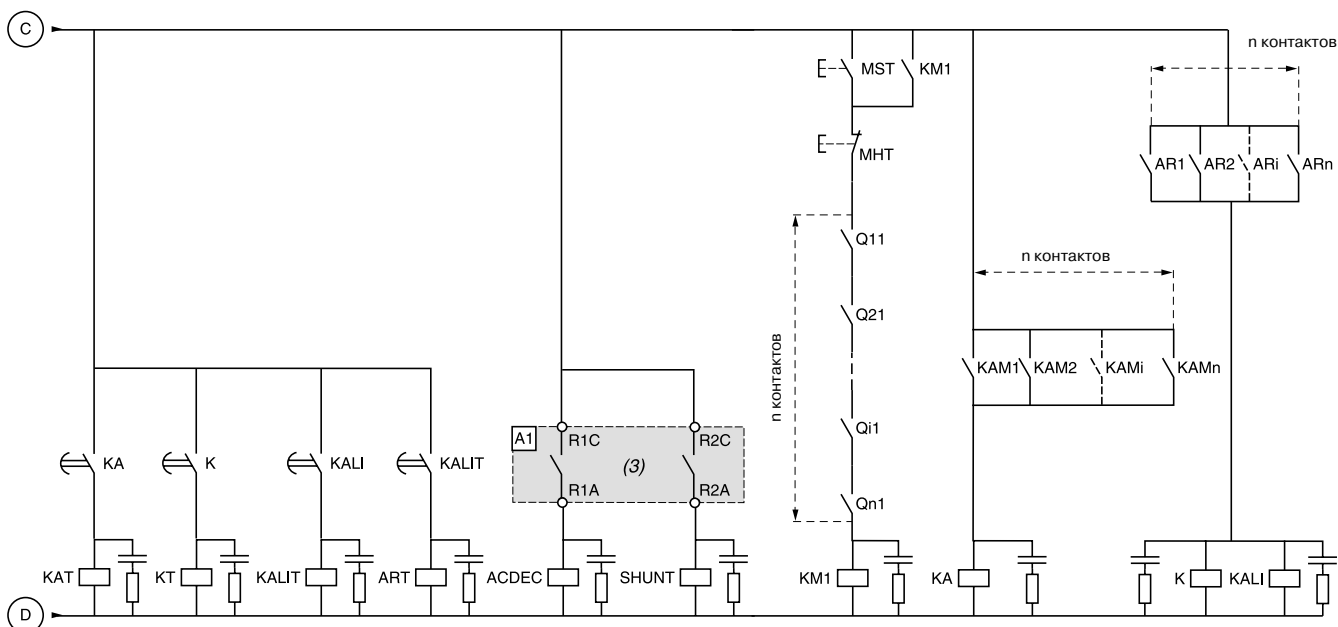 C
n контактов
MST
KM1
MHT
AR1
AR2
ARi
ARn
Q11
n контактов
Q21
n контактов
KAM1
KAM2
KAMi
KAMn
A1
R1C
R2C
Qi1
KA
K
KALI
KALIT
(3)
R1A
R2A
Qn1
KAT
KT
KALIT
ART
ACDEC
SHUNT
KM1
KA
K
KALI
D